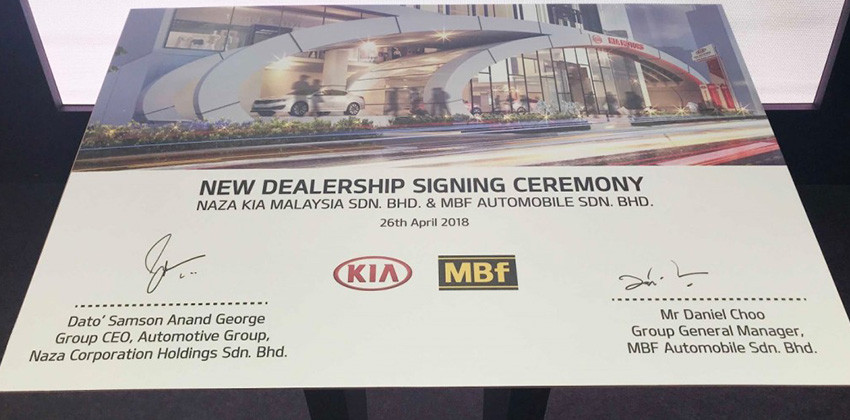 NEW DEALERSHIP SIGNING CEREMONY
NAZA KIA MALAYSIA SDN. BHD. & MBF AUTOMOBILE SDN. BHD.
26th April 2018
KIA
MBf
Dato' Samson Anand George
Group CEO, Automotive Group,
Naza Corporation Holdings Sdn. Bhd.
Mr Daniel Choo
Group General Manager,
MBF Automobile Sdn. Bhd.